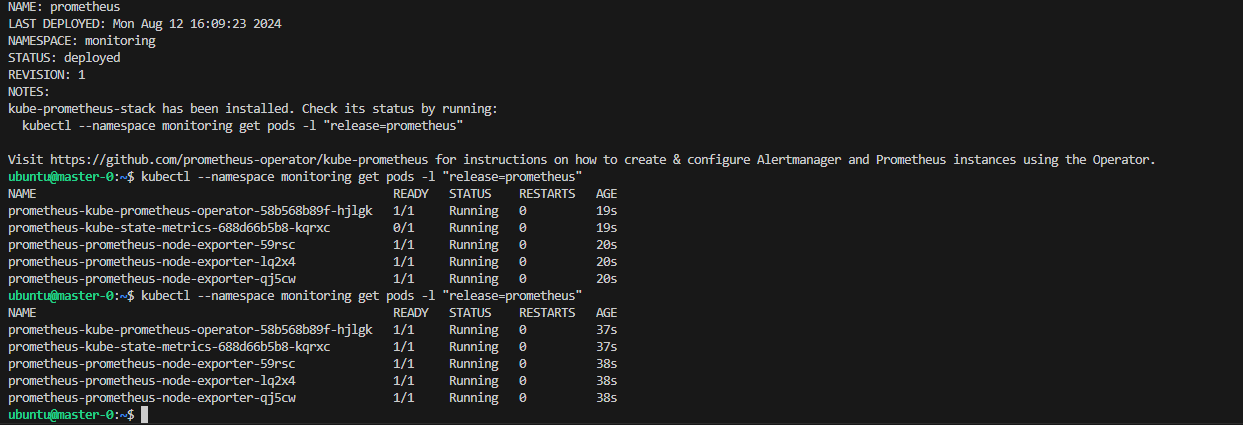 NAME: prometheus
LAST DEPLOYED: Mon Aug 12 16:09:23 2024
NAMESPACE: monitoring
STATUS: deployed
REVISION: 1
NOTES:
kube-prometheus-stack has been installed. Check its status by running:
  kubectl --namespace monitoring get pods -l "release=prometheus"

Visit https://github.com/prometheus-operator/kube-prometheus for instructions on how to create & configure Alertmanager and Prometheus instances using the Operator.
ubuntu@master-0:~$ kubectl --namespace monitoring get pods -l "release=prometheus"
NAME                                                   READY   STATUS    RESTARTS   AGE
prometheus-kube-prometheus-operator-58b568b89f-hjlgk   1/1     Running   0          19s
prometheus-kube-state-metrics-688d66b5b8-kqrxc         0/1     Running   0          19s
prometheus-prometheus-node-exporter-59rsc              1/1     Running   0          20s
prometheus-prometheus-node-exporter-lq2x4              1/1     Running   0          20s
prometheus-prometheus-node-exporter-qj5cw              1/1     Running   0          20s
ubuntu@master-0:~$ kubectl --namespace monitoring get pods -l "release=prometheus"
NAME                                                   READY   STATUS    RESTARTS   AGE
prometheus-kube-prometheus-operator-58b568b89f-hjlgk   1/1     Running   0          37s
prometheus-kube-state-metrics-688d66b5b8-kqrxc         1/1     Running   0          37s
prometheus-prometheus-node-exporter-59rsc              1/1     Running   0          38s
prometheus-prometheus-node-exporter-lq2x4              1/1     Running   0          38s
prometheus-prometheus-node-exporter-qj5cw              1/1     Running   0          38s
ubuntu@master-0:~$